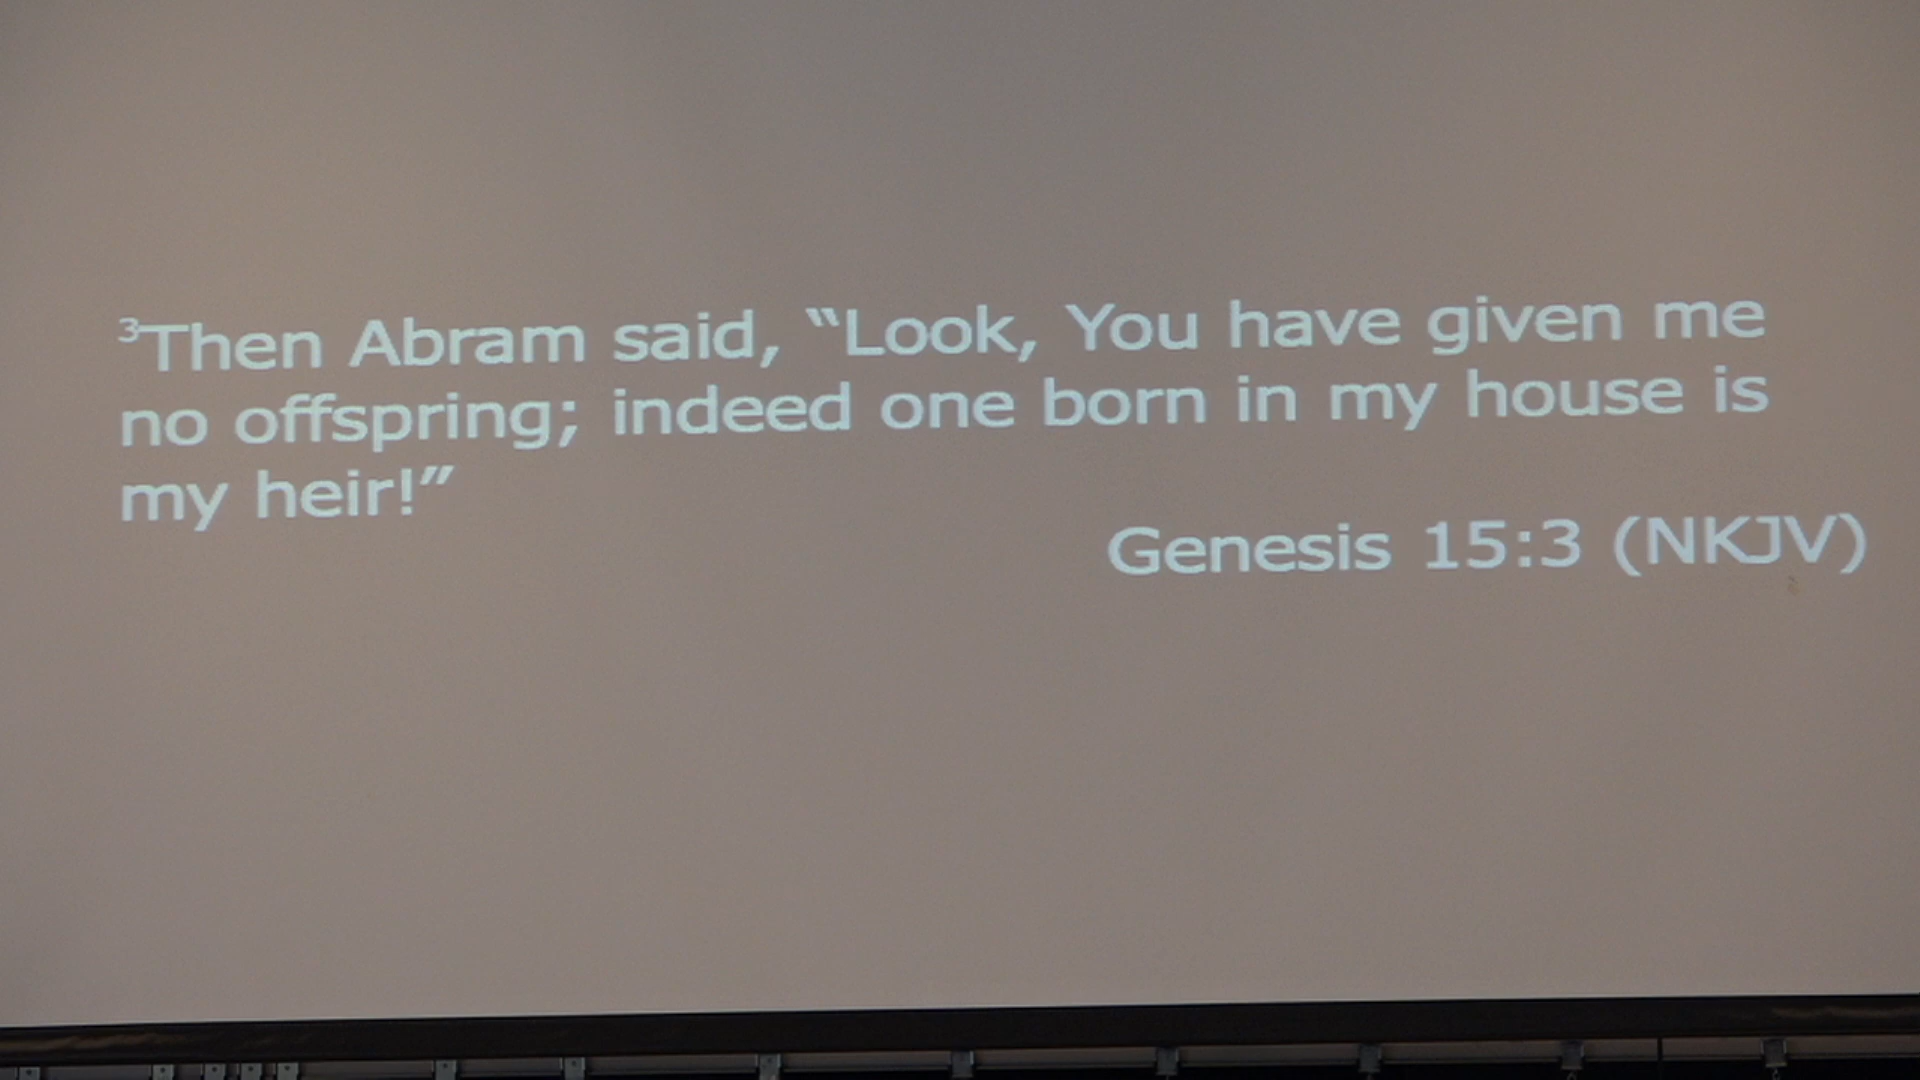 ³Then Abram said, “Look, You have given me
no offspring; indeed one born in my house is
my heir!”
Genesis 15:3 (NKJV)